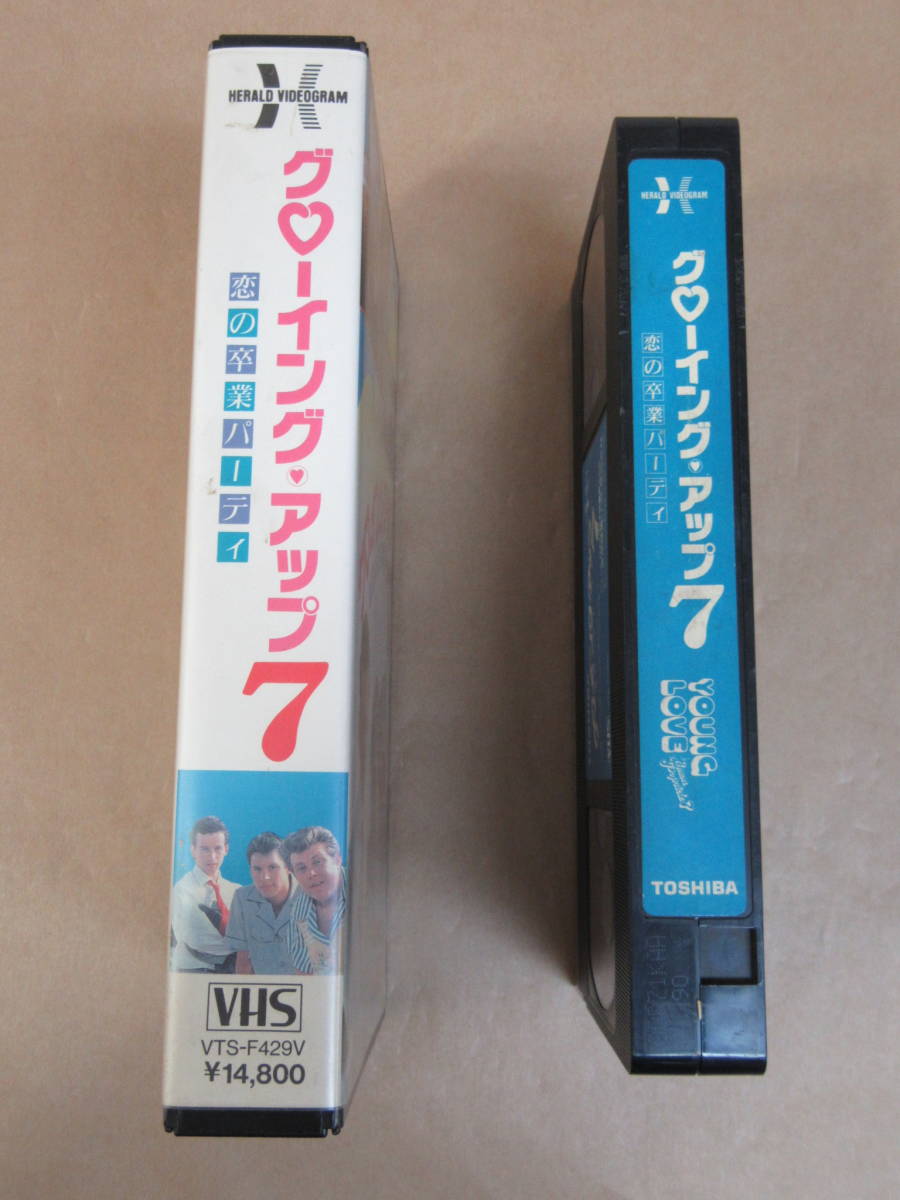 HERALD VIDEOGRAM
グ♡ーイング・アップ
7
恋の卒業パーティ
VHS
VTS-F429V
¥14,800
HERALD VIDEOGRAM
グ♡ーイング・アップ
7
恋の卒業パーティ
YOUNG
LOVE
TOSHIBA